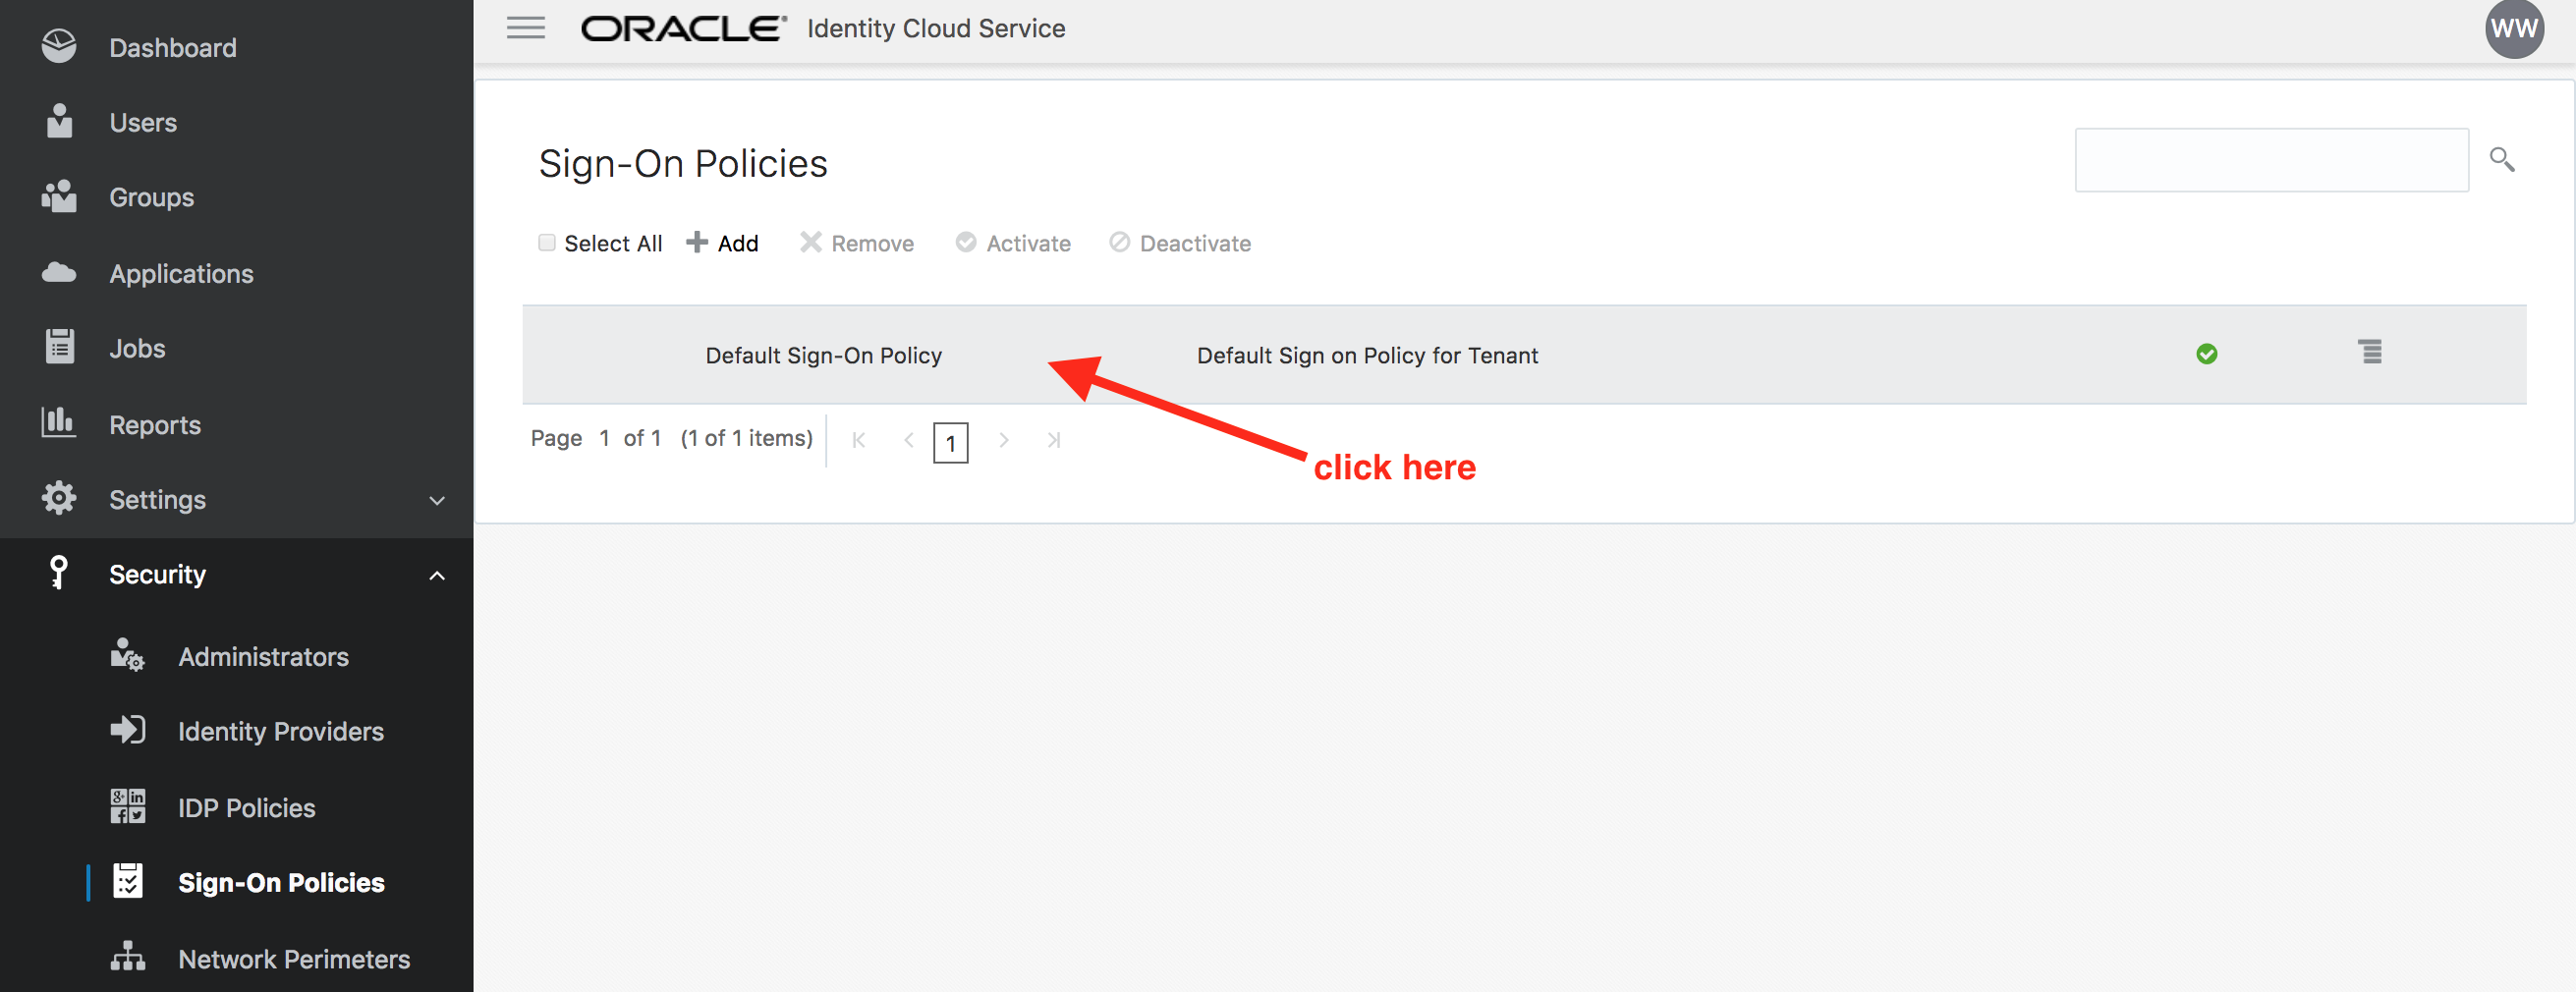 Dashboard
Users
Groups
Applications
Jobs
Reports
Settings
Security
Administrators
Identity Providers
IDP Policies
Sign-On Policies
Network Perimeters
ORACLE® Identity Cloud Service
WW
Sign-On Policies
Select All Add Remove Activate Deactivate
Default Sign-On Policy Default Sign on Policy for Tenant
Page 1 of 1 (1 of 1 items) 1
click here